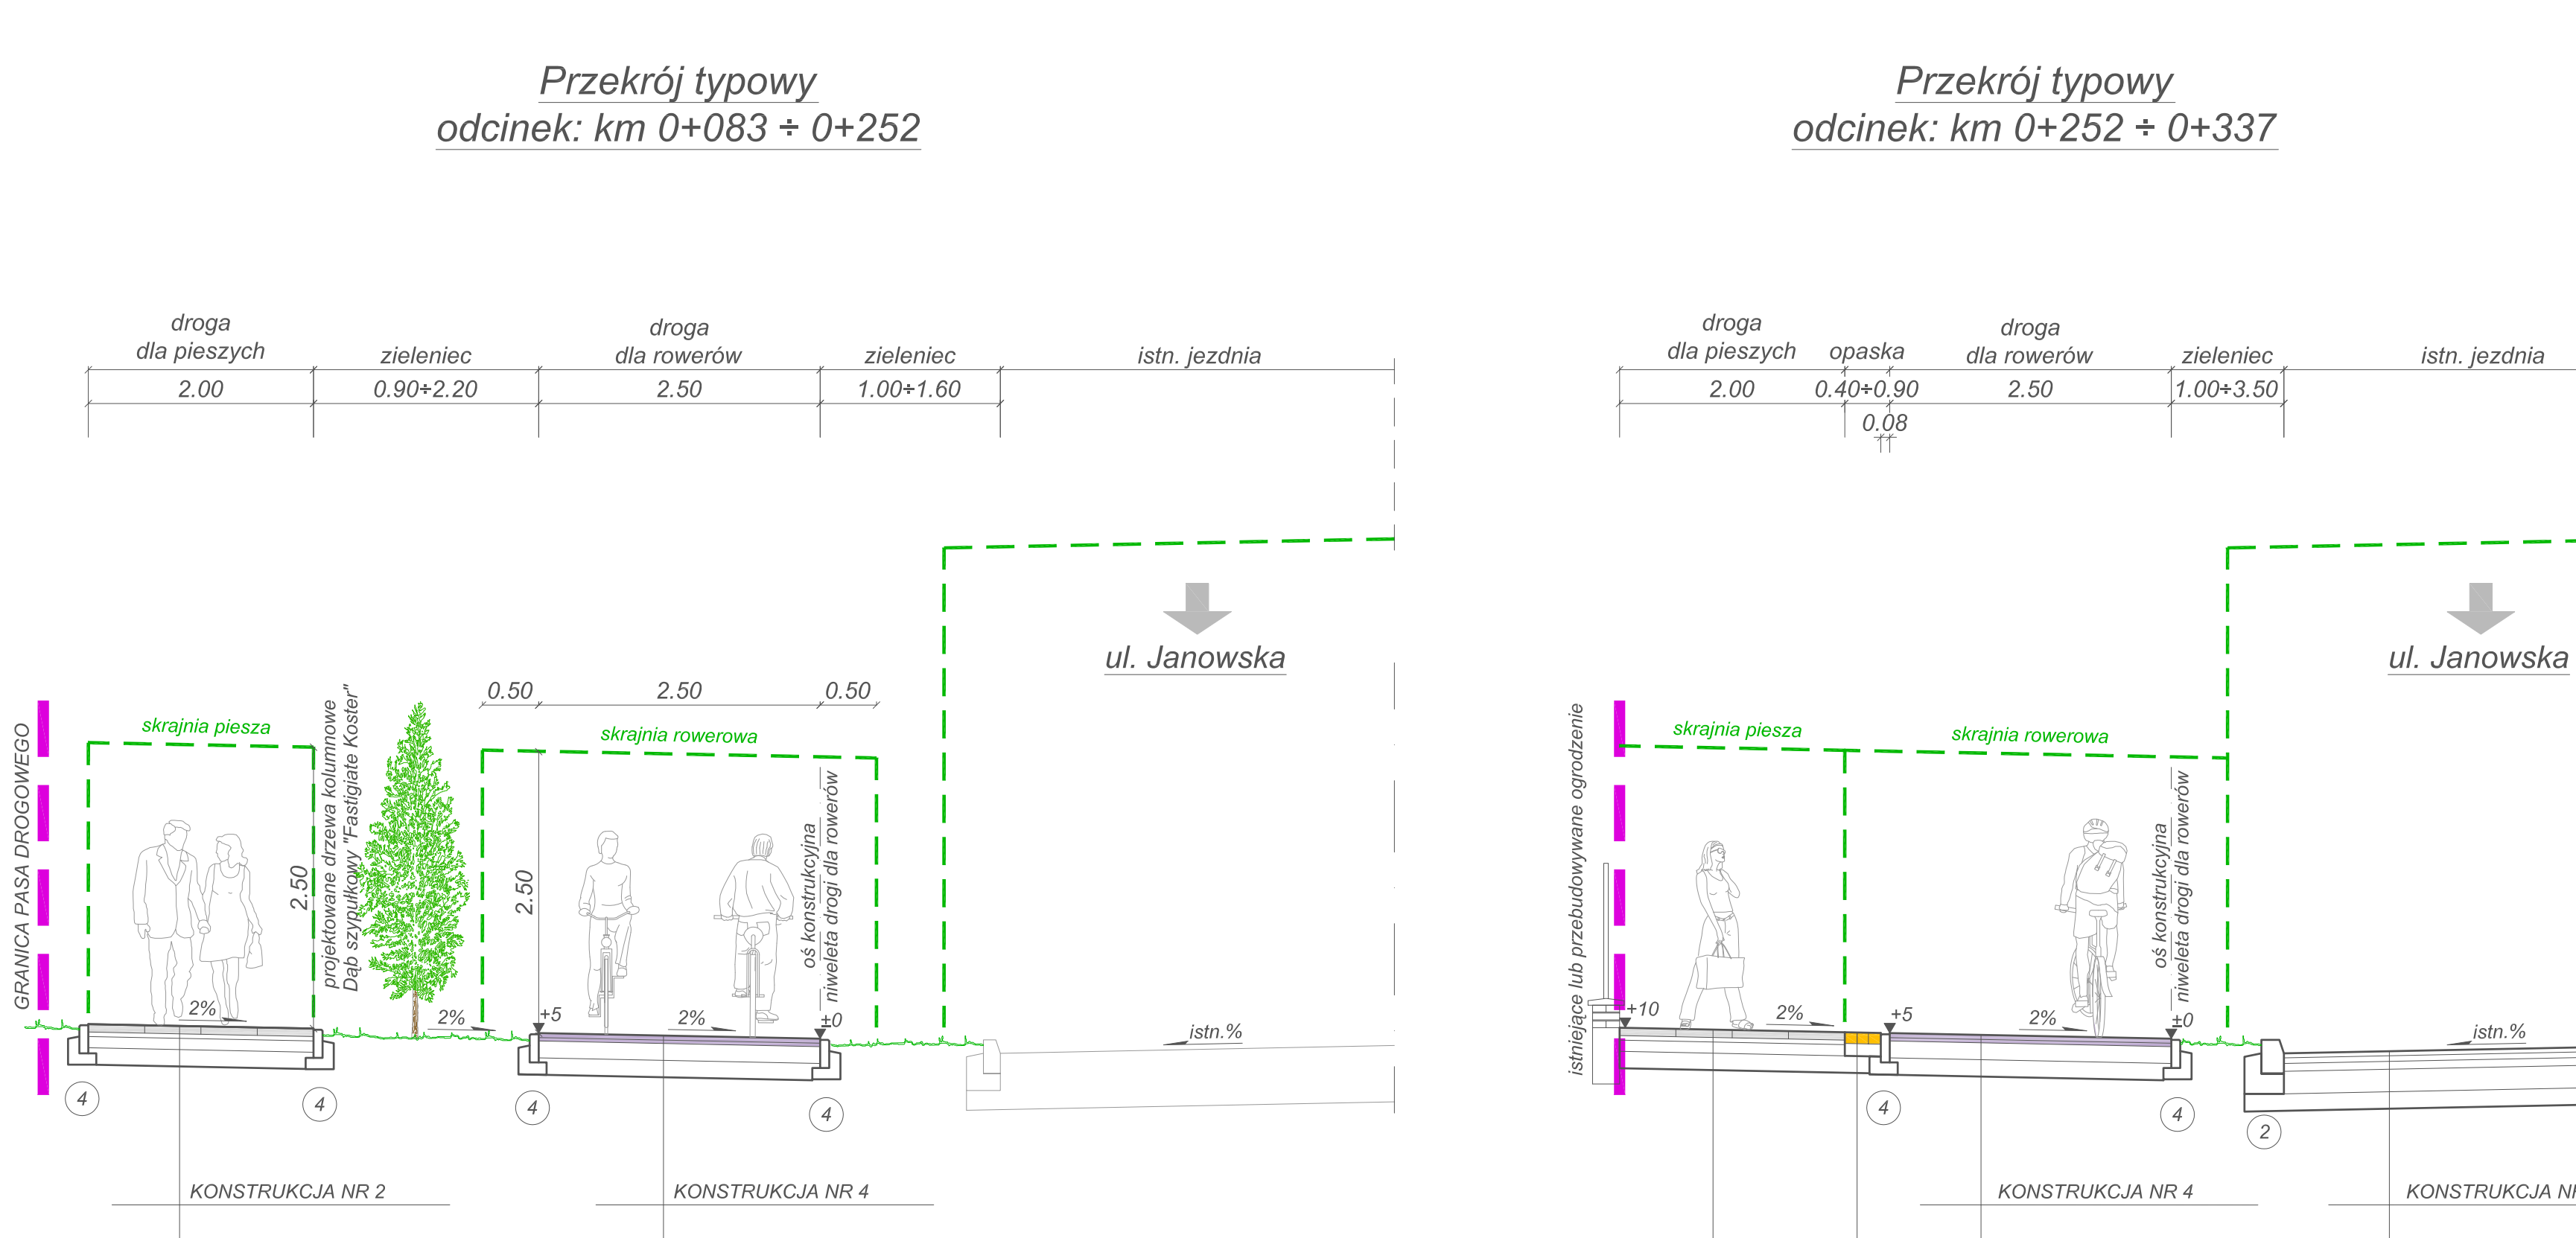 Przekrój typowy
odcinek: km 0+083 ÷ 0+252
droga
dla pieszych
zieleniec
droga
dla rowerów
zieleniec
istn. jezdnia
2.00
0.90÷2.20
2.50
1.00÷1.60
ul. Janowska
0.50
2.50
0.50
skrajnia piesza
skrajnia rowerowa
GRANICA PASA DROGOWEGO
2.50
projektowane drzewa kolumnowe
Dąb szypułkowy "Fastigiate Koster"
2.50
oś konstrukcyjna
niweleta drogi dla rowerów
2%
2%
+5
2%
±0
istn.%
4
4
4
4
KONSTRUKCJA NR 2
KONSTRUKCJA NR 4
Przekrój typowy
odcinek: km 0+252 ÷ 0+337
droga
dla pieszych
opaska
droga
dla rowerów
zieleniec
istn. jezdnia
2.00
0.40÷0.90
2.50
1.00÷3.50
0.08
ul. Janowska
skrajnia piesza
skrajnia rowerowa
istniejące lub przebudowywane ogrodzenie
oś konstrukcyjna
niweleta drogi dla rowerów
+10
2%
+5
2%
±0
istn.%
4
4
2
KONSTRUKCJA NR 4